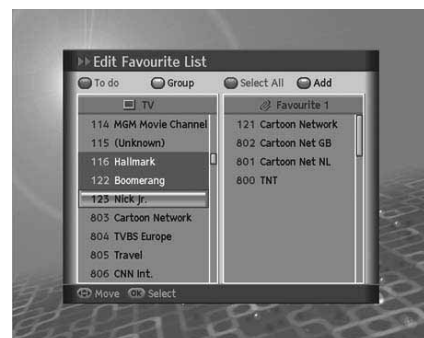 Edit Favourite List
To do Group Select All Add
TV Favourite 1
114 MGM Movie Channel 121 Cartoon Network
115 (Unknown) 802 Cartoon Net GB
116 Hallmark 801 Cartoon Net NL
122 Boomerang 800 TNT
123 Nick Jr.
803 Cartoon Network
804 TVBS Europe
805 Travel
806 CNN Int.
Move OK Select